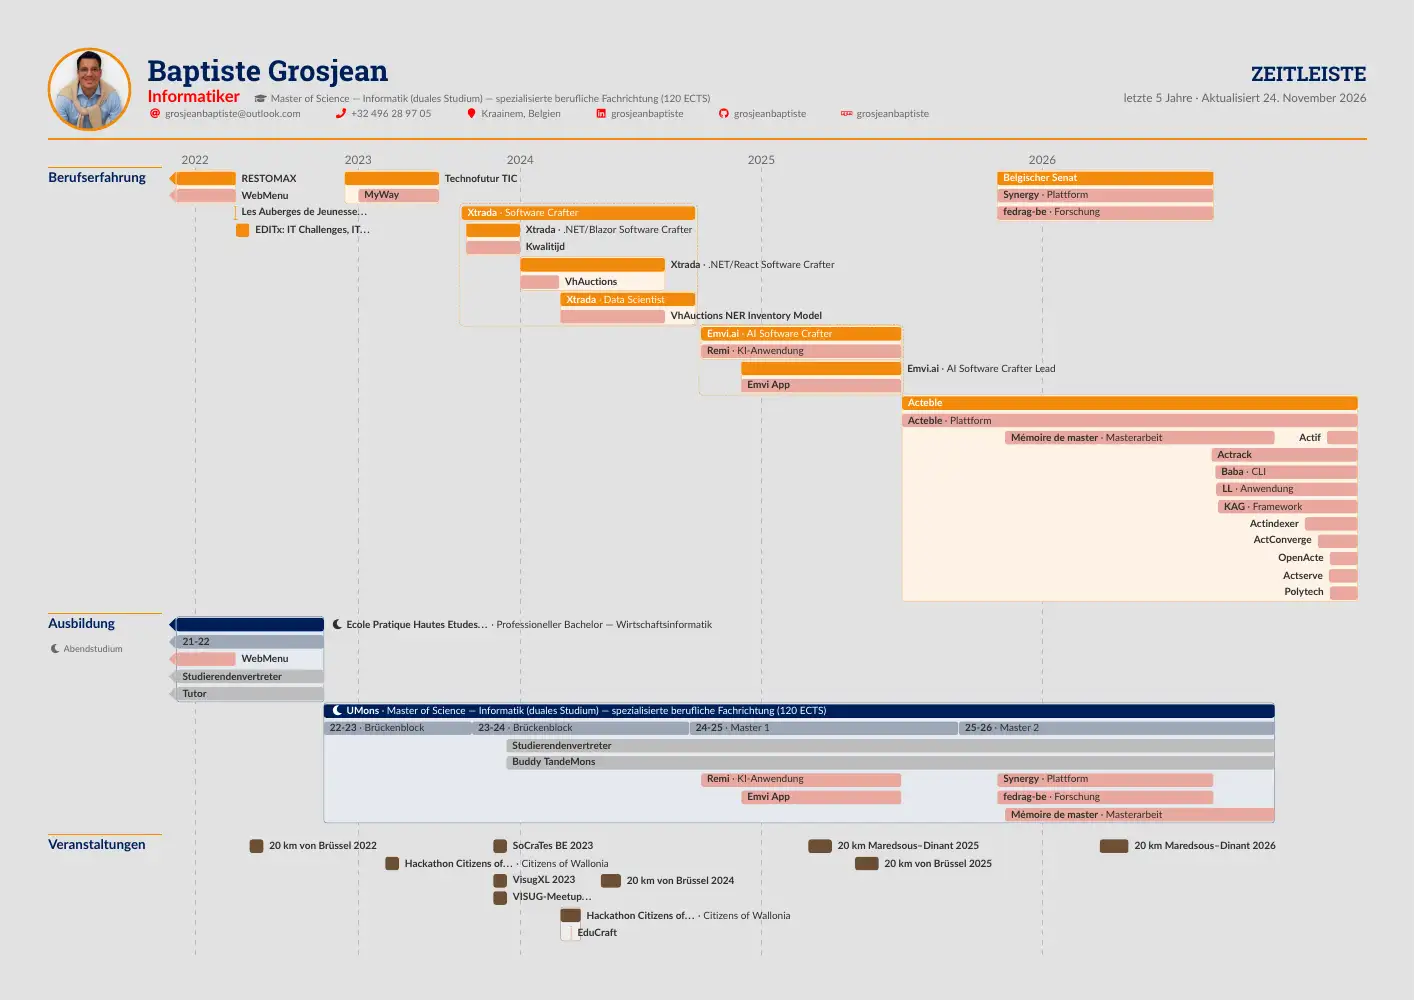 Baptiste Grosjean
ZEITLEISTE
Informatiker Master of Science — Informatik (duales Studium) — spezialisierte berufliche Fachrichtung (120 ECTS)
letzte 5 Jahre · Aktualisiert 24. November 2026
grosjeanbaptiste@outlook.com +32 496 28 97 05 Kraainem, Belgien grosjeanbaptiste grosjeanbaptiste grosjeanbaptiste
2022 2023 2024 2025 2026
Berufserfahrung
RESTOMAX Technofutur TIC Belgischer Senat
WebMenu MyWay Synergy · Plattform
Les Auberges de Jeunesse… fedrag-be · Forschung
Xtrada · Software Crafter
EDITx: IT Challenges, IT… Xtrada · .NET/Blazor Software Crafter
Kwalitijd
Xtrada · .NET/React Software Crafter
VhAuctions
Xtrada · Data Scientist
VhAuctions NER Inventory Model
Emvi.ai · AI Software Crafter
Remi · KI-Anwendung
Emvi.ai · AI Software Crafter Lead
Emvi App
Acteble
Acteble · Plattform
Mémoire de master · Masterarbeit Actif
Actrack
Baba · CLI
LL · Anwendung
KAG · Framework
Actindexer
ActConverge
OpenActe
Actserve
Polytech
Ausbildung
Ecole Pratique Hautes Etudes… · Professioneller Bachelor — Wirtschaftsinformatik
21-22
Abendstudium
WebMenu
Studierendenvertreter
Tutor
UMons · Master of Science — Informatik (duales Studium) — spezialisierte berufliche Fachrichtung (120 ECTS)
22-23 · Brückenblock 23-24 · Brückenblock 24-25 · Master 1 25-26 · Master 2
Studierendenvertreter
Buddy TandeMons
Remi · KI-Anwendung Synergy · Plattform
Emvi App fedrag-be · Forschung
Mémoire de master · Masterarbeit
Veranstaltungen
20 km von Brüssel 2022 SoCraTes BE 2023 20 km Maredsous–Dinant 2025 20 km Maredsous–Dinant 2026
Hackathon Citizens of… · Citizens of Wallonia 20 km von Brüssel 2025
VisugXL 2023 20 km von Brüssel 2024
VISUG-Meetup…
Hackathon Citizens of… · Citizens of Wallonia
EduCraft